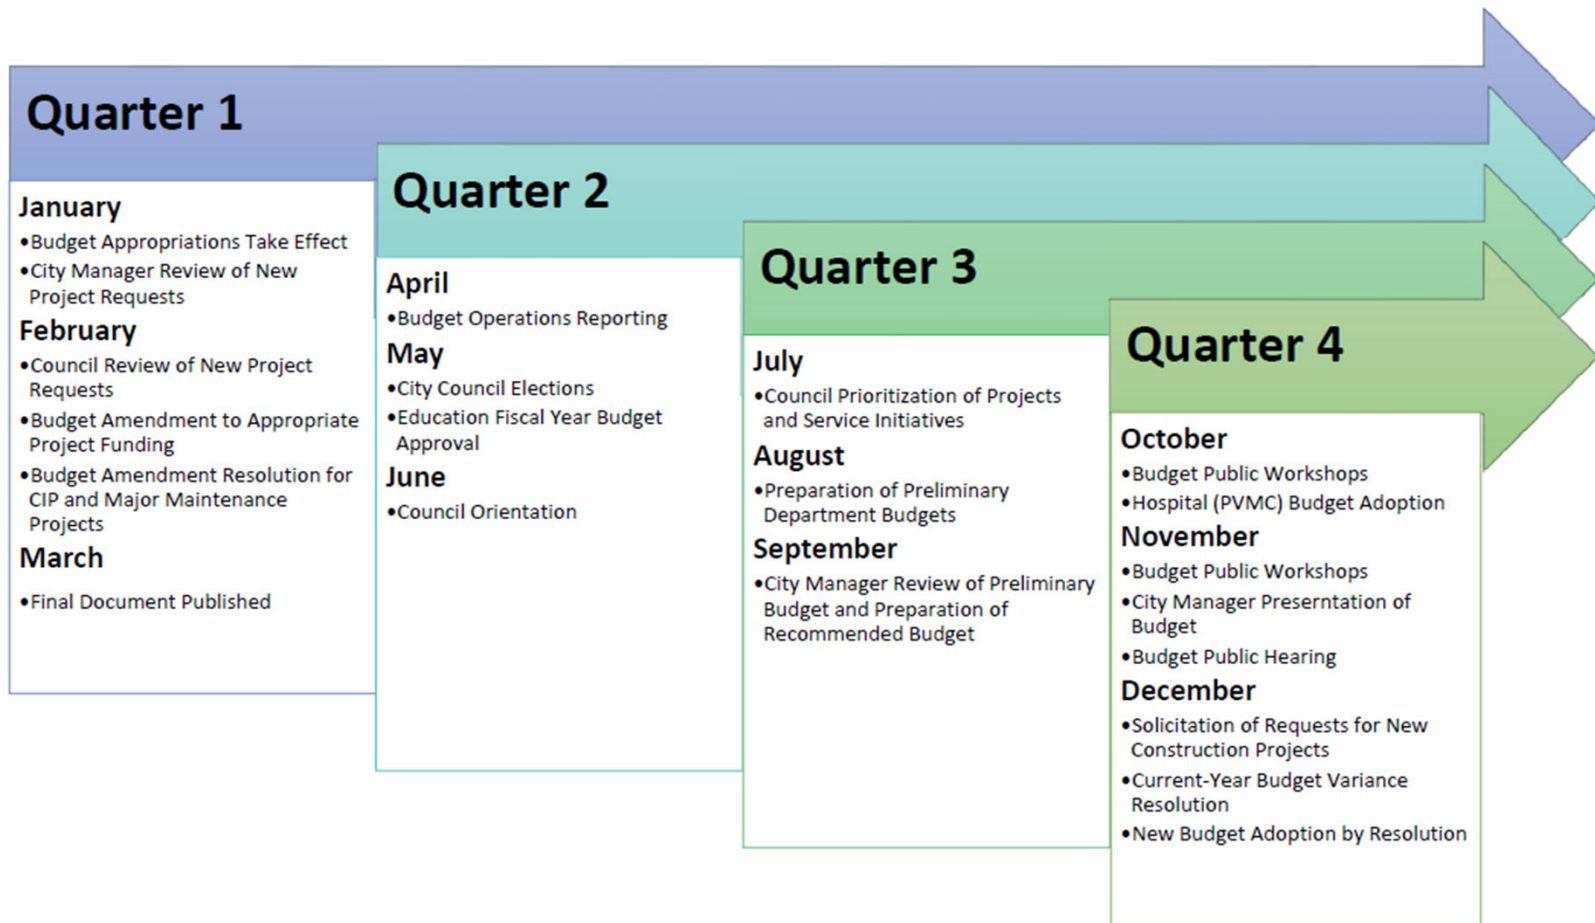 Quarter 1
January
•Budget Appropriations Take Effect
•City Manager Review of New
Project Requests
February
•Council Review of New Project
Requests
•Budget Amendment to Appropriate
Project Funding
•Budget Amendment Resolution for
CIP and Major Maintenance
Projects
March
•Final Document Published
Quarter 2
April
•Budget Operations Reporting
May
•City Council Elections
•Education Fiscal Year Budget
Approval
June
•Council Orientation
Quarter 3
July
•Council Prioritization of Projects
and Service Initiatives
August
•Preparation of Preliminary
Department Budgets
September
•City Manager Review of Preliminary
Budget and Preparation of
Recommended Budget
Quarter 4
October
•Budget Public Workshops
•Hospital (PVMC) Budget Adoption
November
•Budget Public Workshops
•City Manager Preserntation of
Budget
•Budget Public Hearing
December
•Solicitation of Requests for New
Construction Projects
•Current-Year Budget Variance
Resolution
•New Budget Adoption by Resolution